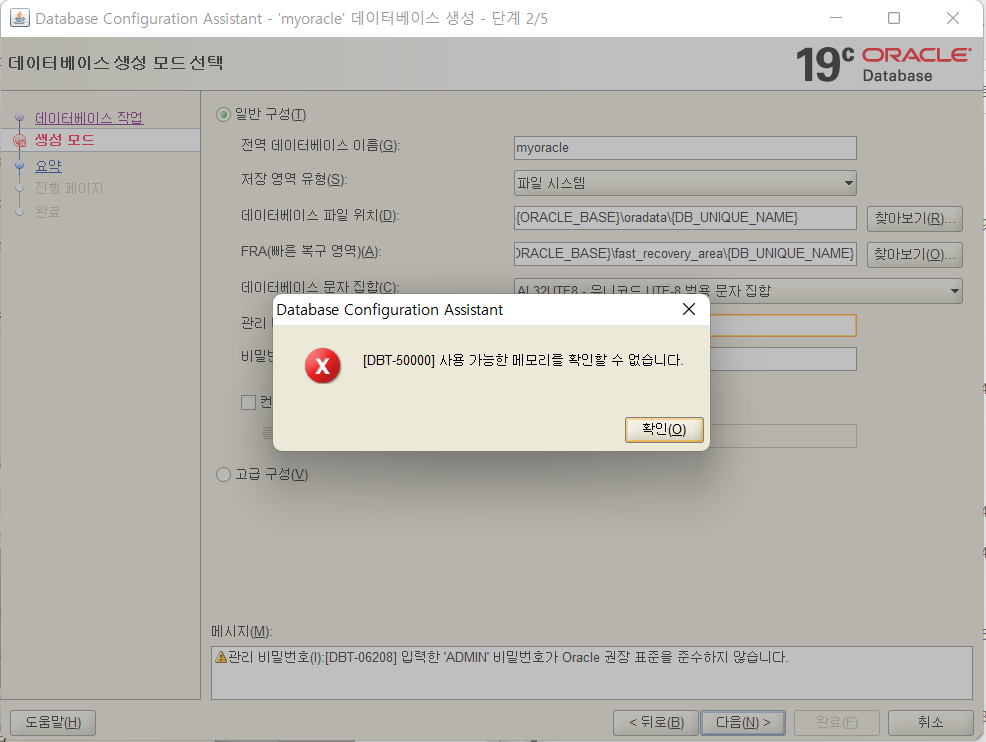 Database Configuration Assistant - 'myoracle' 데이터베이스 생성 - 단계 2/5
데이터베이스 생성 모드 선택
19c ORACLE Database
데이터베이스 작업
생성 모드
요약
진행 페이지
완료
일반 구성(T)
전역 데이터베이스 이름(G):
myoracle
저장 영역 유형(S):
파일 시스템
데이터베이스 파일 위치(D):
{ORACLE_BASE}\oradata\{DB_UNIQUE_NAME}
찾아보기(R)...
FRA(빠른 복구 영역)(A):
ORACLE_BASE}\fast_recovery_area\{DB_UNIQUE_NAME}
찾아보기(O)...
데이터베이스 문자 집합(C):
AL32UTF8 - 유니코드 UTF-8 범용 문자 집합
관리
Database Configuration Assistant
[DBT-50000] 사용 가능한 메모리를 확인할 수 없습니다.
확인(O)
고급 구성(V)
메시지(M):
관리 비밀번호(I):[DBT-06208] 입력한 'ADMIN' 비밀번호가 Oracle 권장 표준을 준수하지 않습니다.
도움말(H)
< 뒤로(B)
다음(N) >
완료(F)
취소